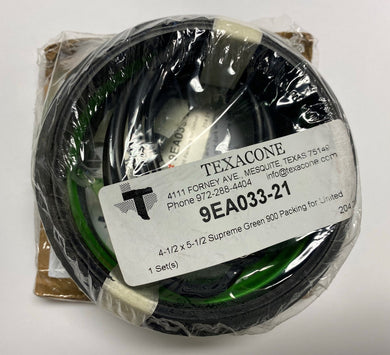 TEXACONE
4111 FORNEY AVE., MESQUITE, TEXAS 75149
Phone 972-288-4404 info@texacone.com
9EA033-21
4-1/2 x 5-1/2 Supreme Green 900 Packing for Limited
1 Set(s)